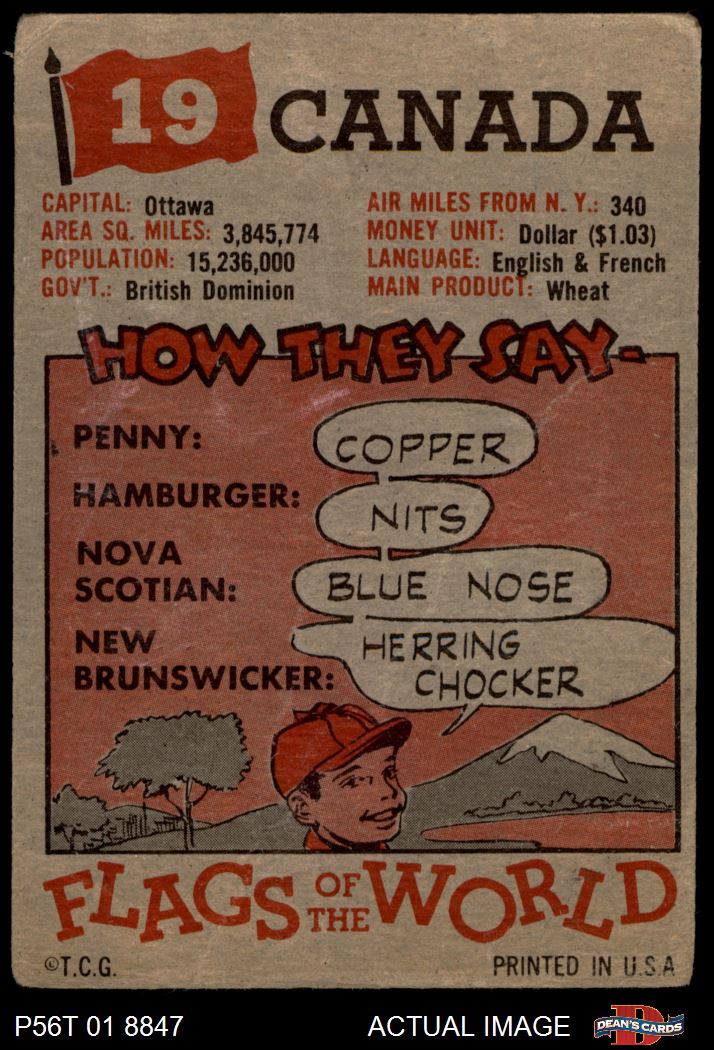 19 CANADA
CAPITAL: Ottawa
AREA SQ. MILES: 3,845,774
POPULATION: 15,236,000
GOV'T.: British Dominion
AIR MILES FROM N. Y.: 340
MONEY UNIT: Dollar ($1.03)
LANGUAGE: English & French
MAIN PRODUCT: Wheat
HOW THEY SAY-
PENNY: COPPER
HAMBURGER: NITS
NOVA
SCOTIAN: BLUE NOSE
NEW
BRUNSWICKER: HERRING
CHOCKER
FLAGS OF THE WORLD
©T.C.G. PRINTED IN U.S.A
P56T 01 8847 ACTUAL IMAGE
D
DEAN'S CARDS